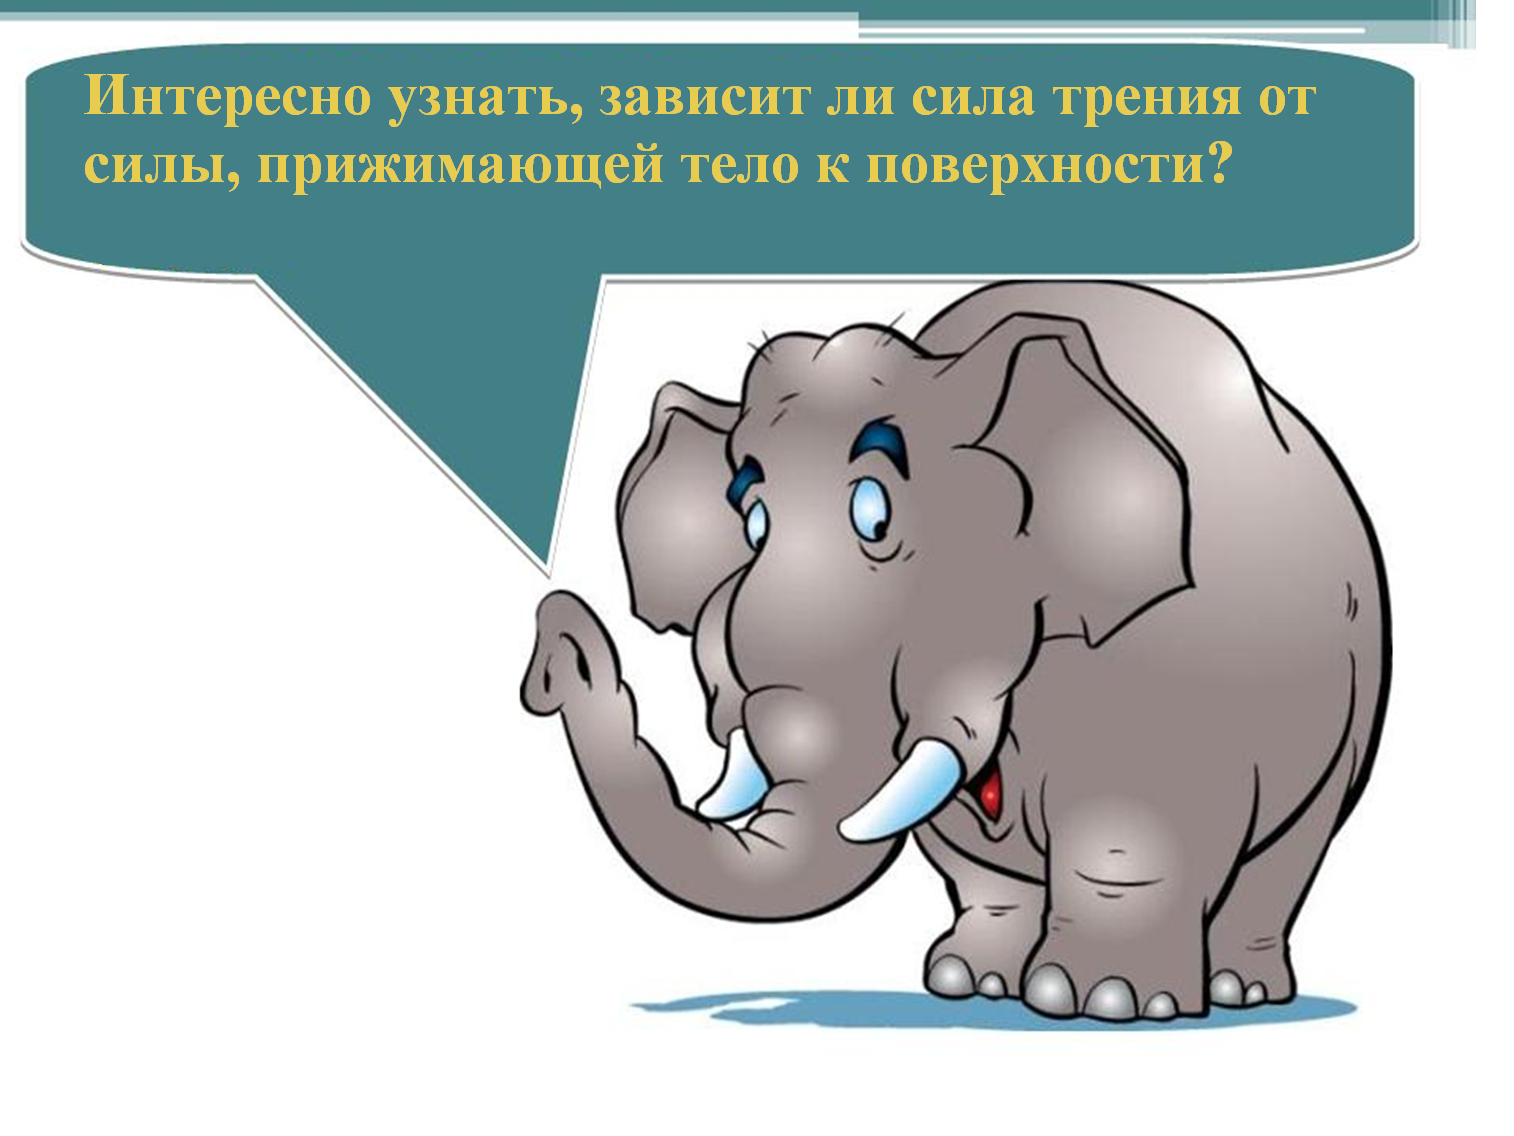 Интересно узнать, зависит ли сила трения от
силы, прижимающей тело к поверхности?